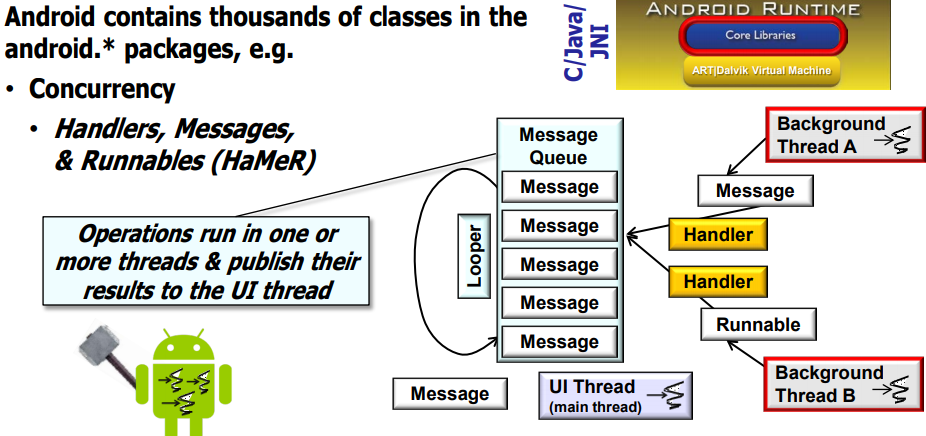 Android contains thousands of classes in the
android.* packages, e.g.
• Concurrency
• Handlers, Messages,
& Runnables (HaMeR)
Operations run in one or
more threads & publish their
results to the UI thread
C/Java/
JNI
ANDROID RUNTIME
Core Libraries
ART|Dalvik Virtual Machine
Message
Queue
Message
Message
Message
Message
Message
Looper
Background
Thread A
Message
Handler
Handler
Runnable
Background
Thread B
Message
UI Thread
(main thread)